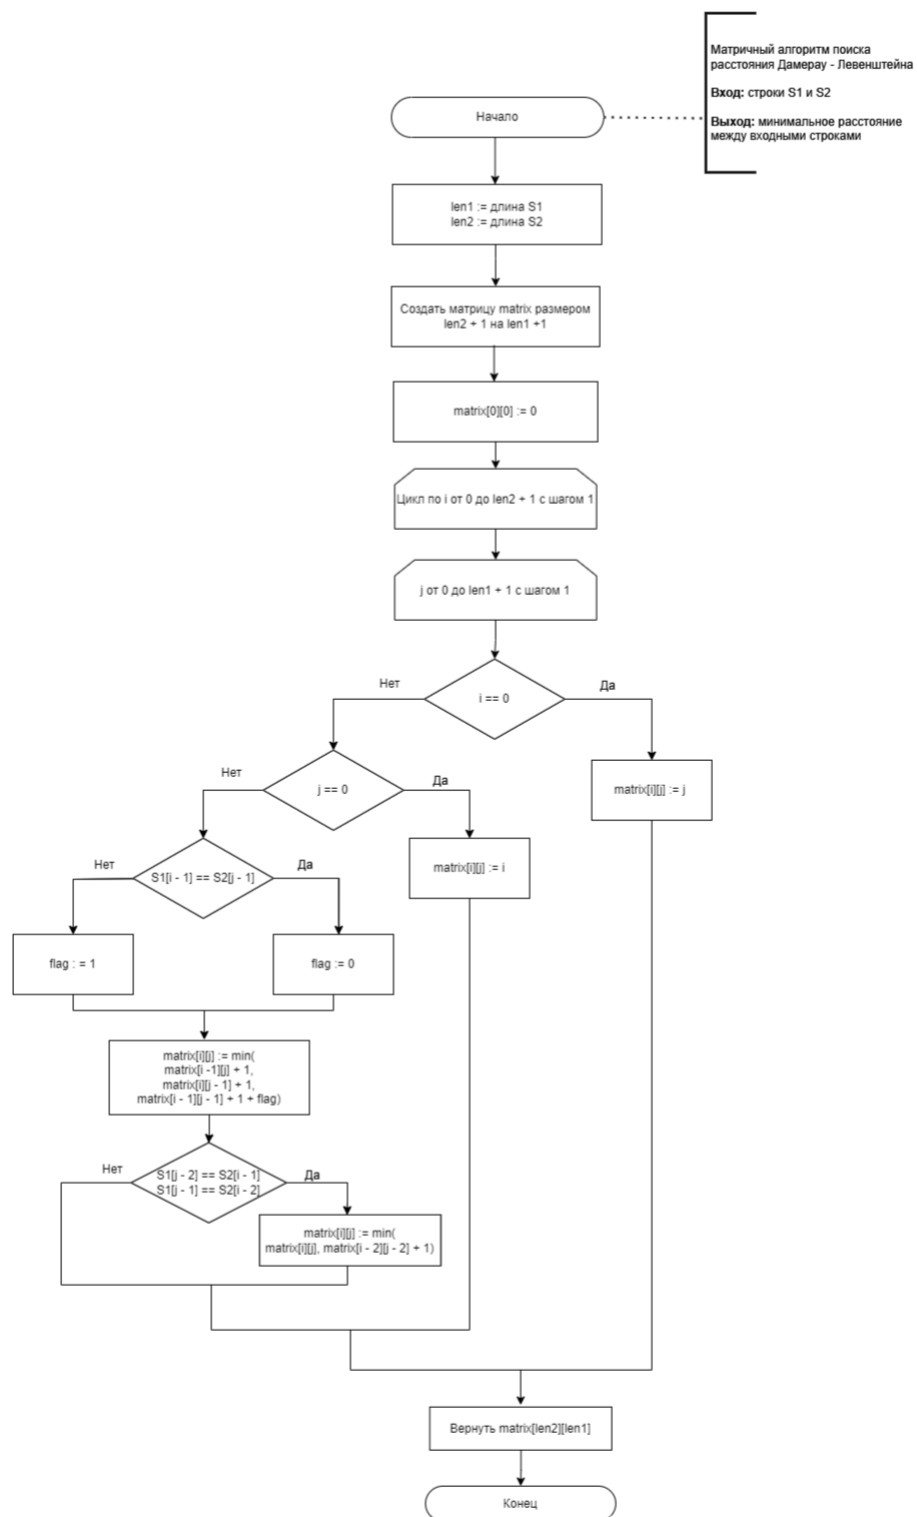 Матричный алгоритм поиска
расстояния Дамерау - Левенштейна
Вход: строки S1 и S2
Выход: минимальное расстояние
между входными строками
Начало
len1 := длина S1
len2 := длина S2
Создать матрицу matrix размером
len2 + 1 на len1 +1
matrix[0][0] := 0
Цикл по i от 0 до len2 + 1 с шагом 1
j от 0 до len1 + 1 с шагом 1
i == 0
Нет
Да
matrix[i][j] := j
j == 0
Нет
Да
matrix[i][j] := i
S1[i - 1] == S2[j - 1]
Нет
Да
flag : = 1
flag := 0
matrix[i][j] := min(
matrix[i -1][j] + 1,
matrix[i][j - 1] + 1,
matrix[i - 1][j - 1] + 1 + flag)
S1[j - 2] == S2[i - 1]
S1[j - 1] == S2[i - 2]
Нет
Да
matrix[i][j] := min(
matrix[i][j], matrix[i - 2][j - 2] + 1)
Вернуть matrix[len2][len1]
Конец